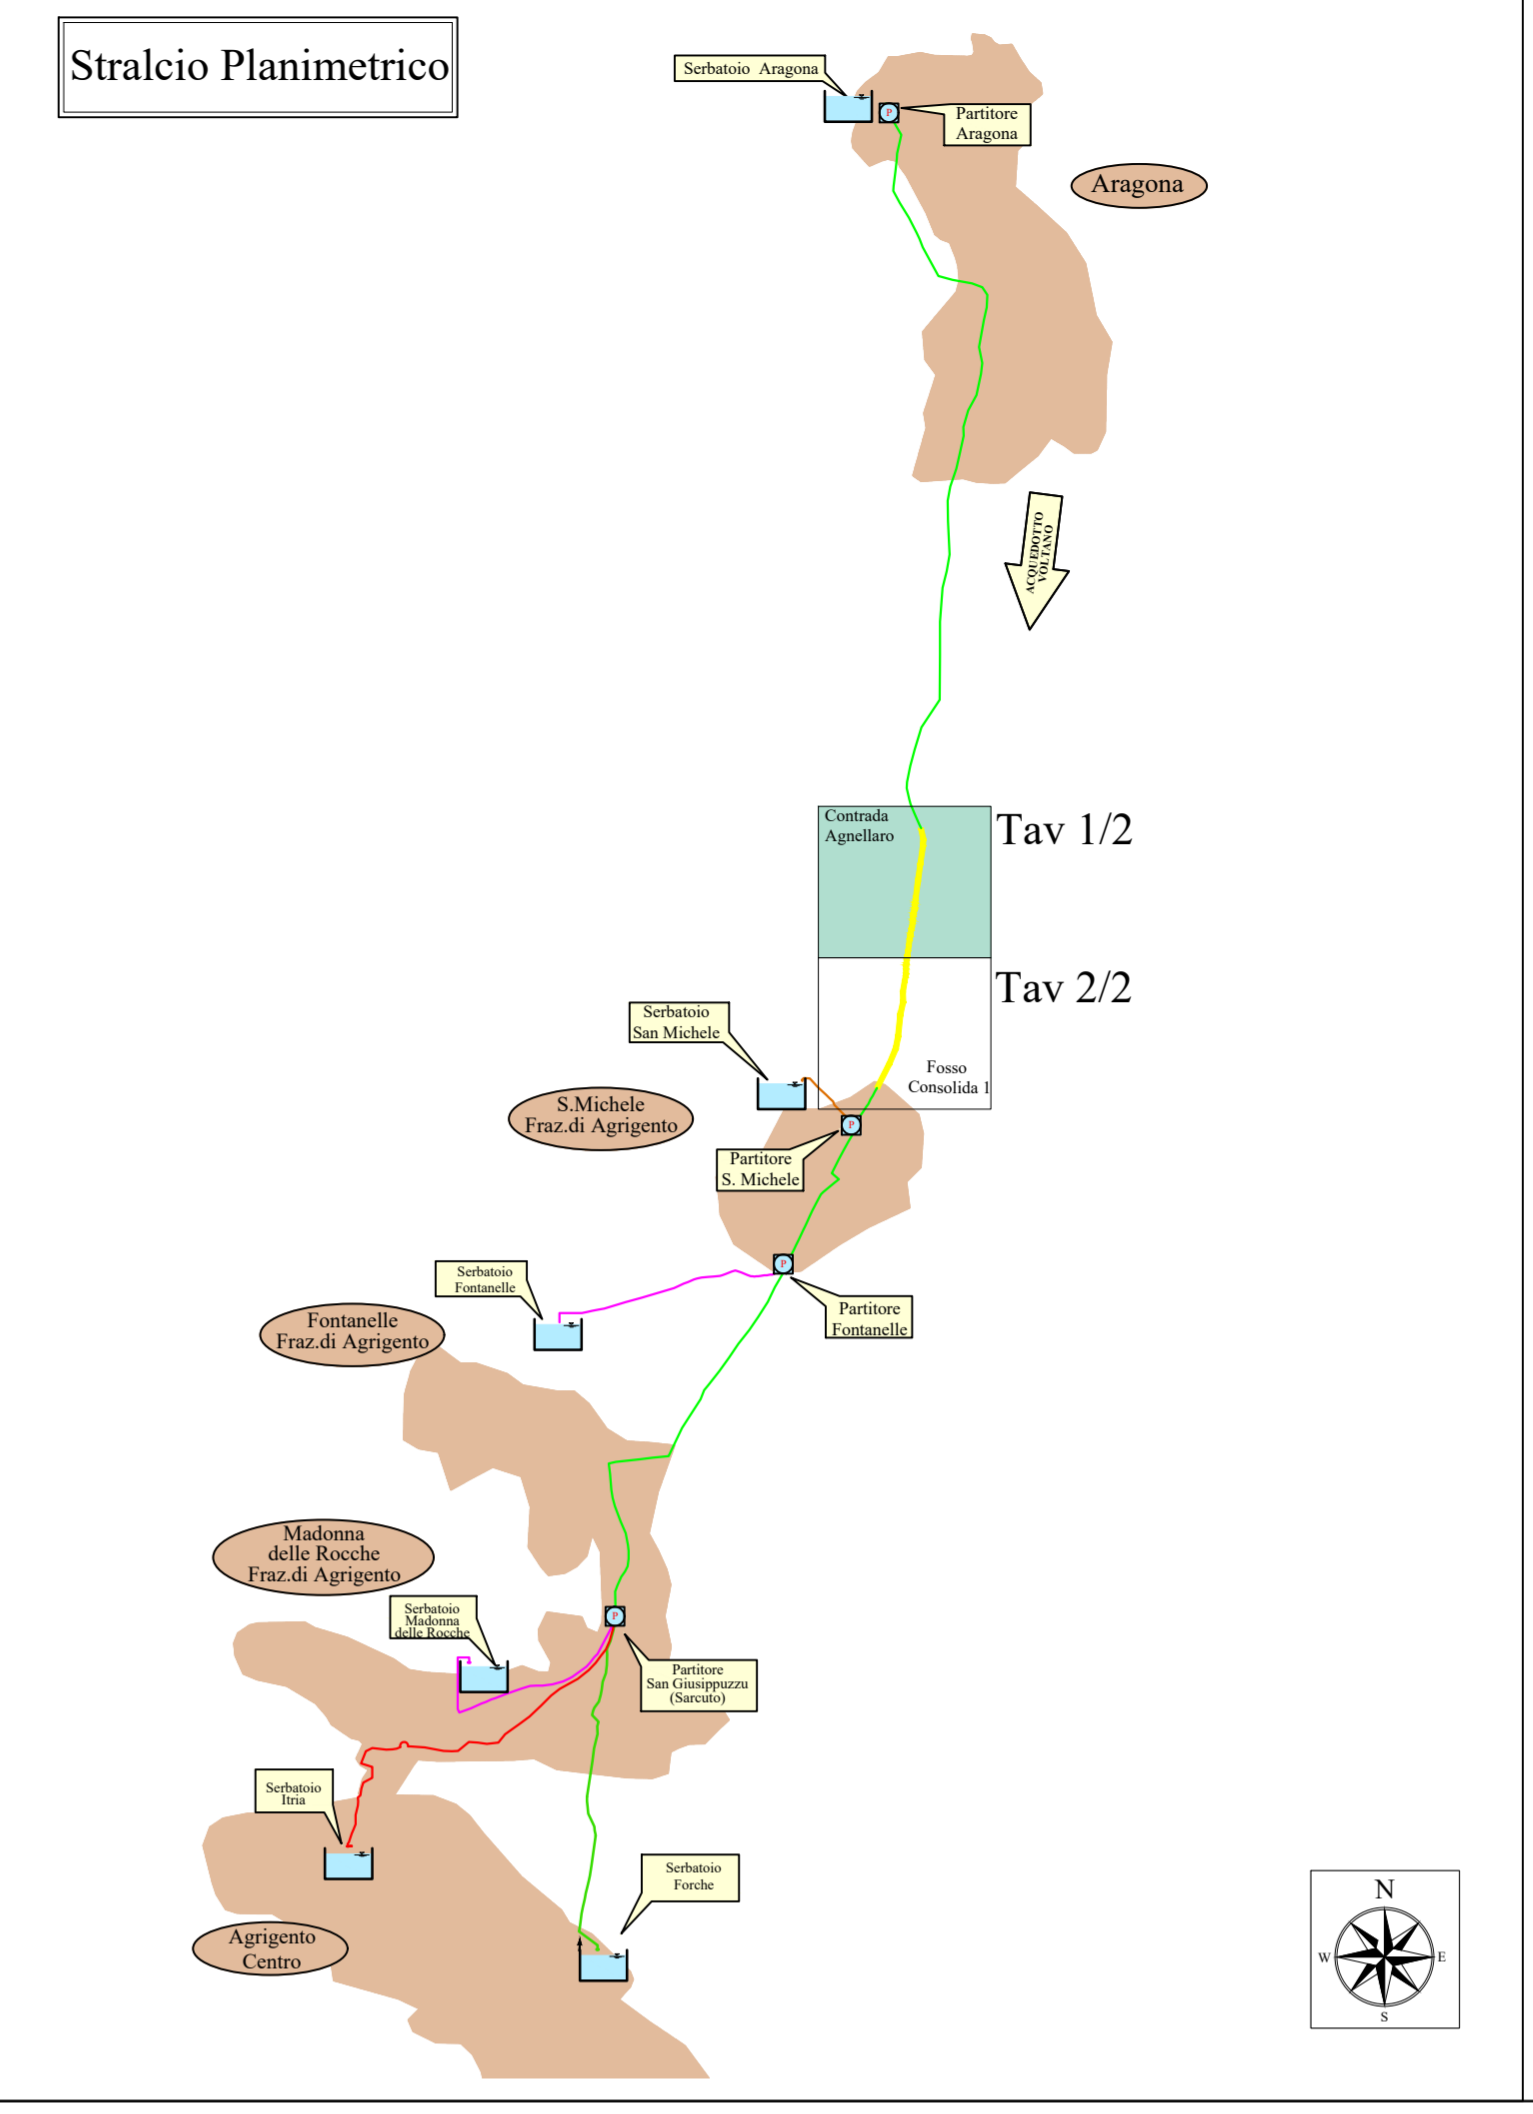 Stralcio Planimetrico
Serbatoio Aragona
P
Partitore
Aragona
Aragona
ACQUEDOTTO
VOLTANO
Contrada
Agnellaro
Tav 1/2
Tav 2/2
Serbatoio
San Michele
Fosso
Consolida 1
S.Michele
Fraz.di Agrigento
P
Partitore
S. Michele
Serbatoio
Fontanelle
P
Partitore
Fontanelle
Fontanelle
Fraz.di Agrigento
Madonna
delle Rocche
Fraz.di Agrigento
Serbatoio
Madonna
delle Rocche
P
Partitore
San Giusippuzzu
(Sarcuto)
Serbatoio
Itria
Serbatoio
Forche
Agrigento
Centro
N
W
E
S